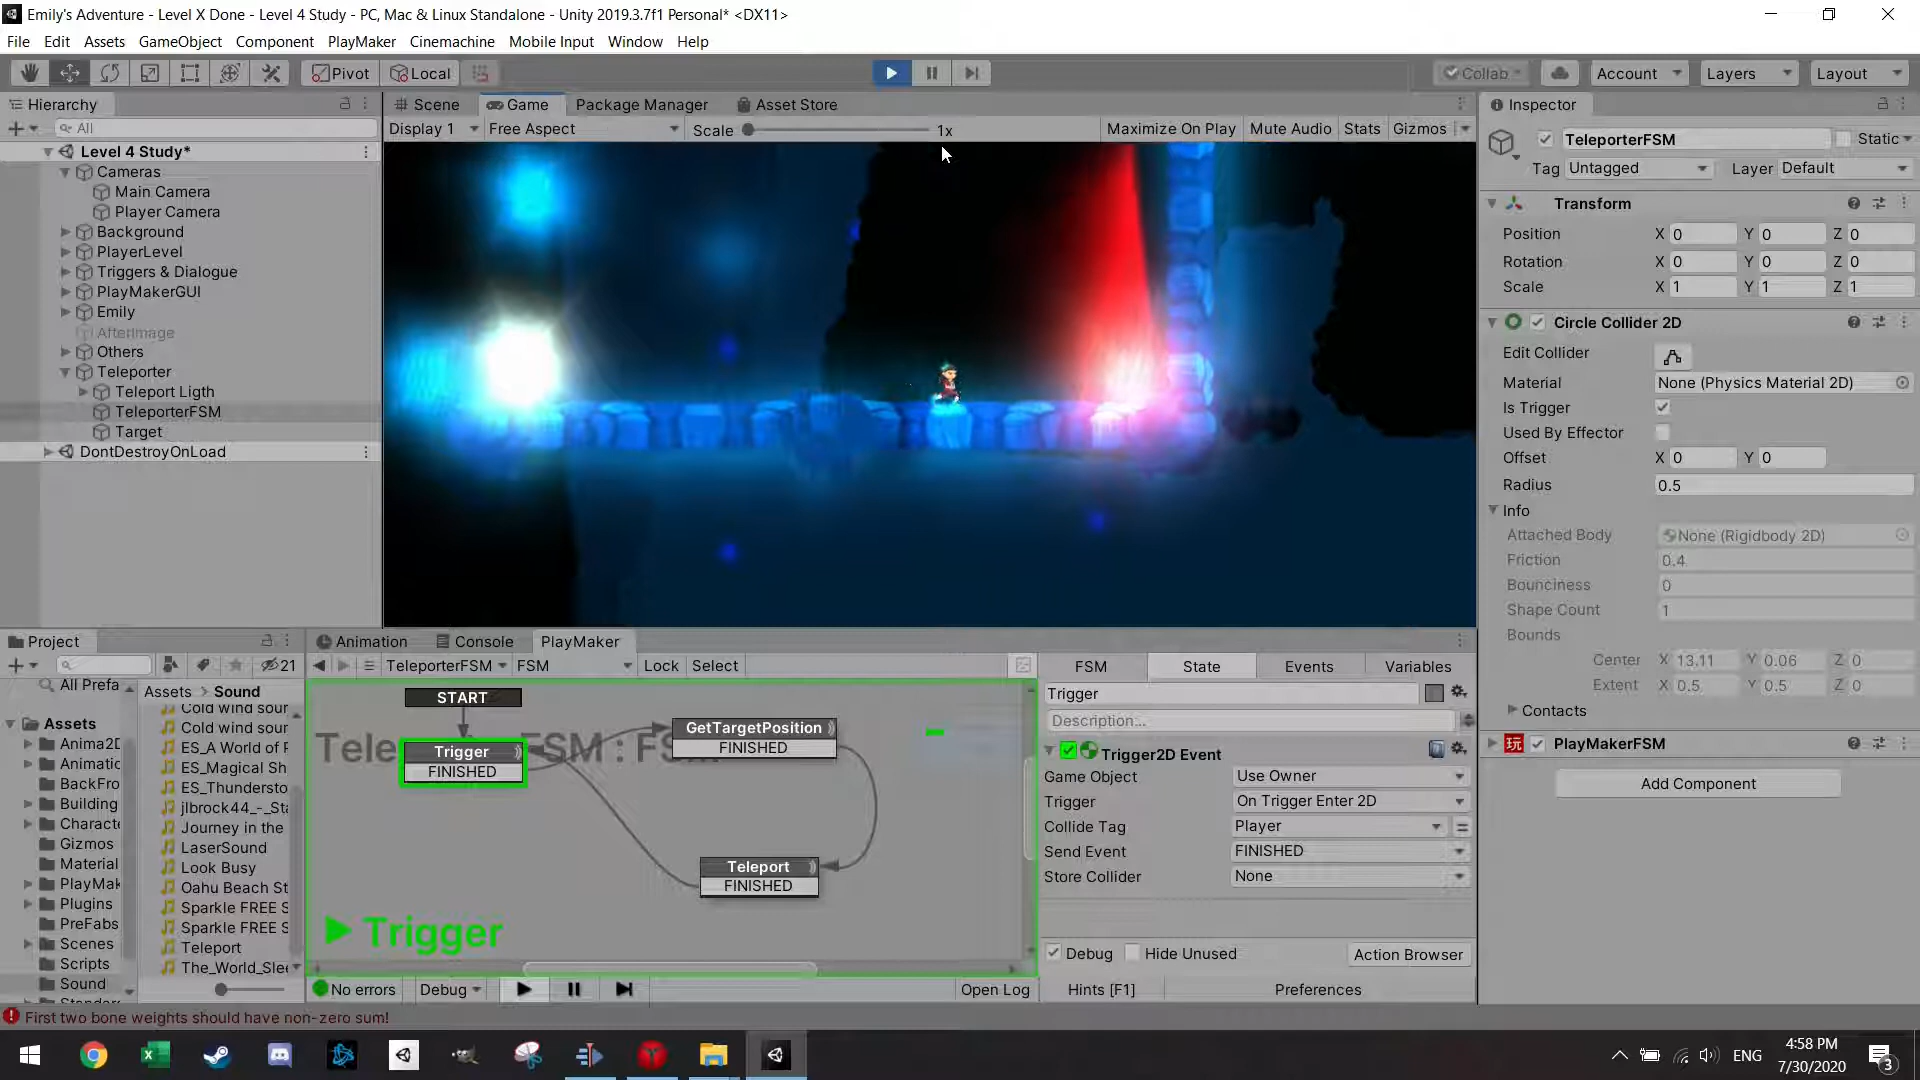 Emily's Adventure - Level X Done - Level 4 Study - PC, Mac & Linux Standalone - Unity 2019.3.7f1 Personal* <DX11>
File Edit Assets GameObject Component PlayMaker Cinemachine Mobile Input Window Help
Pivot Local Collab Account Layers Layout
Hierarchy
All
Level 4 Study*
Cameras
Main Camera
Player Camera
Background
PlayerLevel
Triggers & Dialogue
PlayMakerGUI
Emily
AfterImage
Others
Teleporter
Teleport Ligth
TeleporterFSM
Target
DontDestroyOnLoad
Scene Game Package Manager Asset Store
Display 1 Free Aspect Scale 1x Maximize On Play Mute Audio Stats Gizmos
Inspector
TeleporterFSM Static
Tag Untagged Layer Default
Transform
Position X 0 Y 0 Z 0
Rotation X 0 Y 0 Z 0
Scale X 1 Y 1 Z 1
Circle Collider 2D
Edit Collider
Material None (Physics Material 2D)
Is Trigger
Used By Effector
Offset X 0 Y 0
Radius 0.5
Info
Attached Body None (Rigidbody 2D)
Friction 0.4
Bounciness 0
Shape Count 1
Bounds
Center X 13.11 Y 0.06 Z 0
Extent X 0.5 Y 0.5 Z 0
Contacts
玩 PlayMakerFSM
Add Component
Project
21
All Prefa
Assets
Anima2D
Animatic
BackFro
Building
Characte
Gizmos
Material
PlayMak
Plugins
PreFabs
Scenes
Scripts
Sound
Assets > Sound
Cold wind sour
Cold wind sour
ES_A World of F
ES_Magical Sh
ES_Thundersto
jlbrock44_-_Sta
Journey in the
LaserSound
Look Busy
Oahu Beach St
Sparkle FREE S
Sparkle FREE S
Teleport
The_World_Slee
Animation Console PlayMaker
TeleporterFSM FSM Lock Select
START
Trigger
FINISHED
GetTargetPosition
FINISHED
Teleport
FINISHED
Trigger
No errors Debug Open Log
FSM State Events Variables
Trigger
Description...
Trigger2D Event
Game Object Use Owner
Trigger On Trigger Enter 2D
Collide Tag Player
Send Event FINISHED
Store Collider None
Debug Hide Unused Action Browser
Hints [F1] Preferences
First two bone weights should have non-zero sum!
ENG
4:58 PM
7/30/2020
3